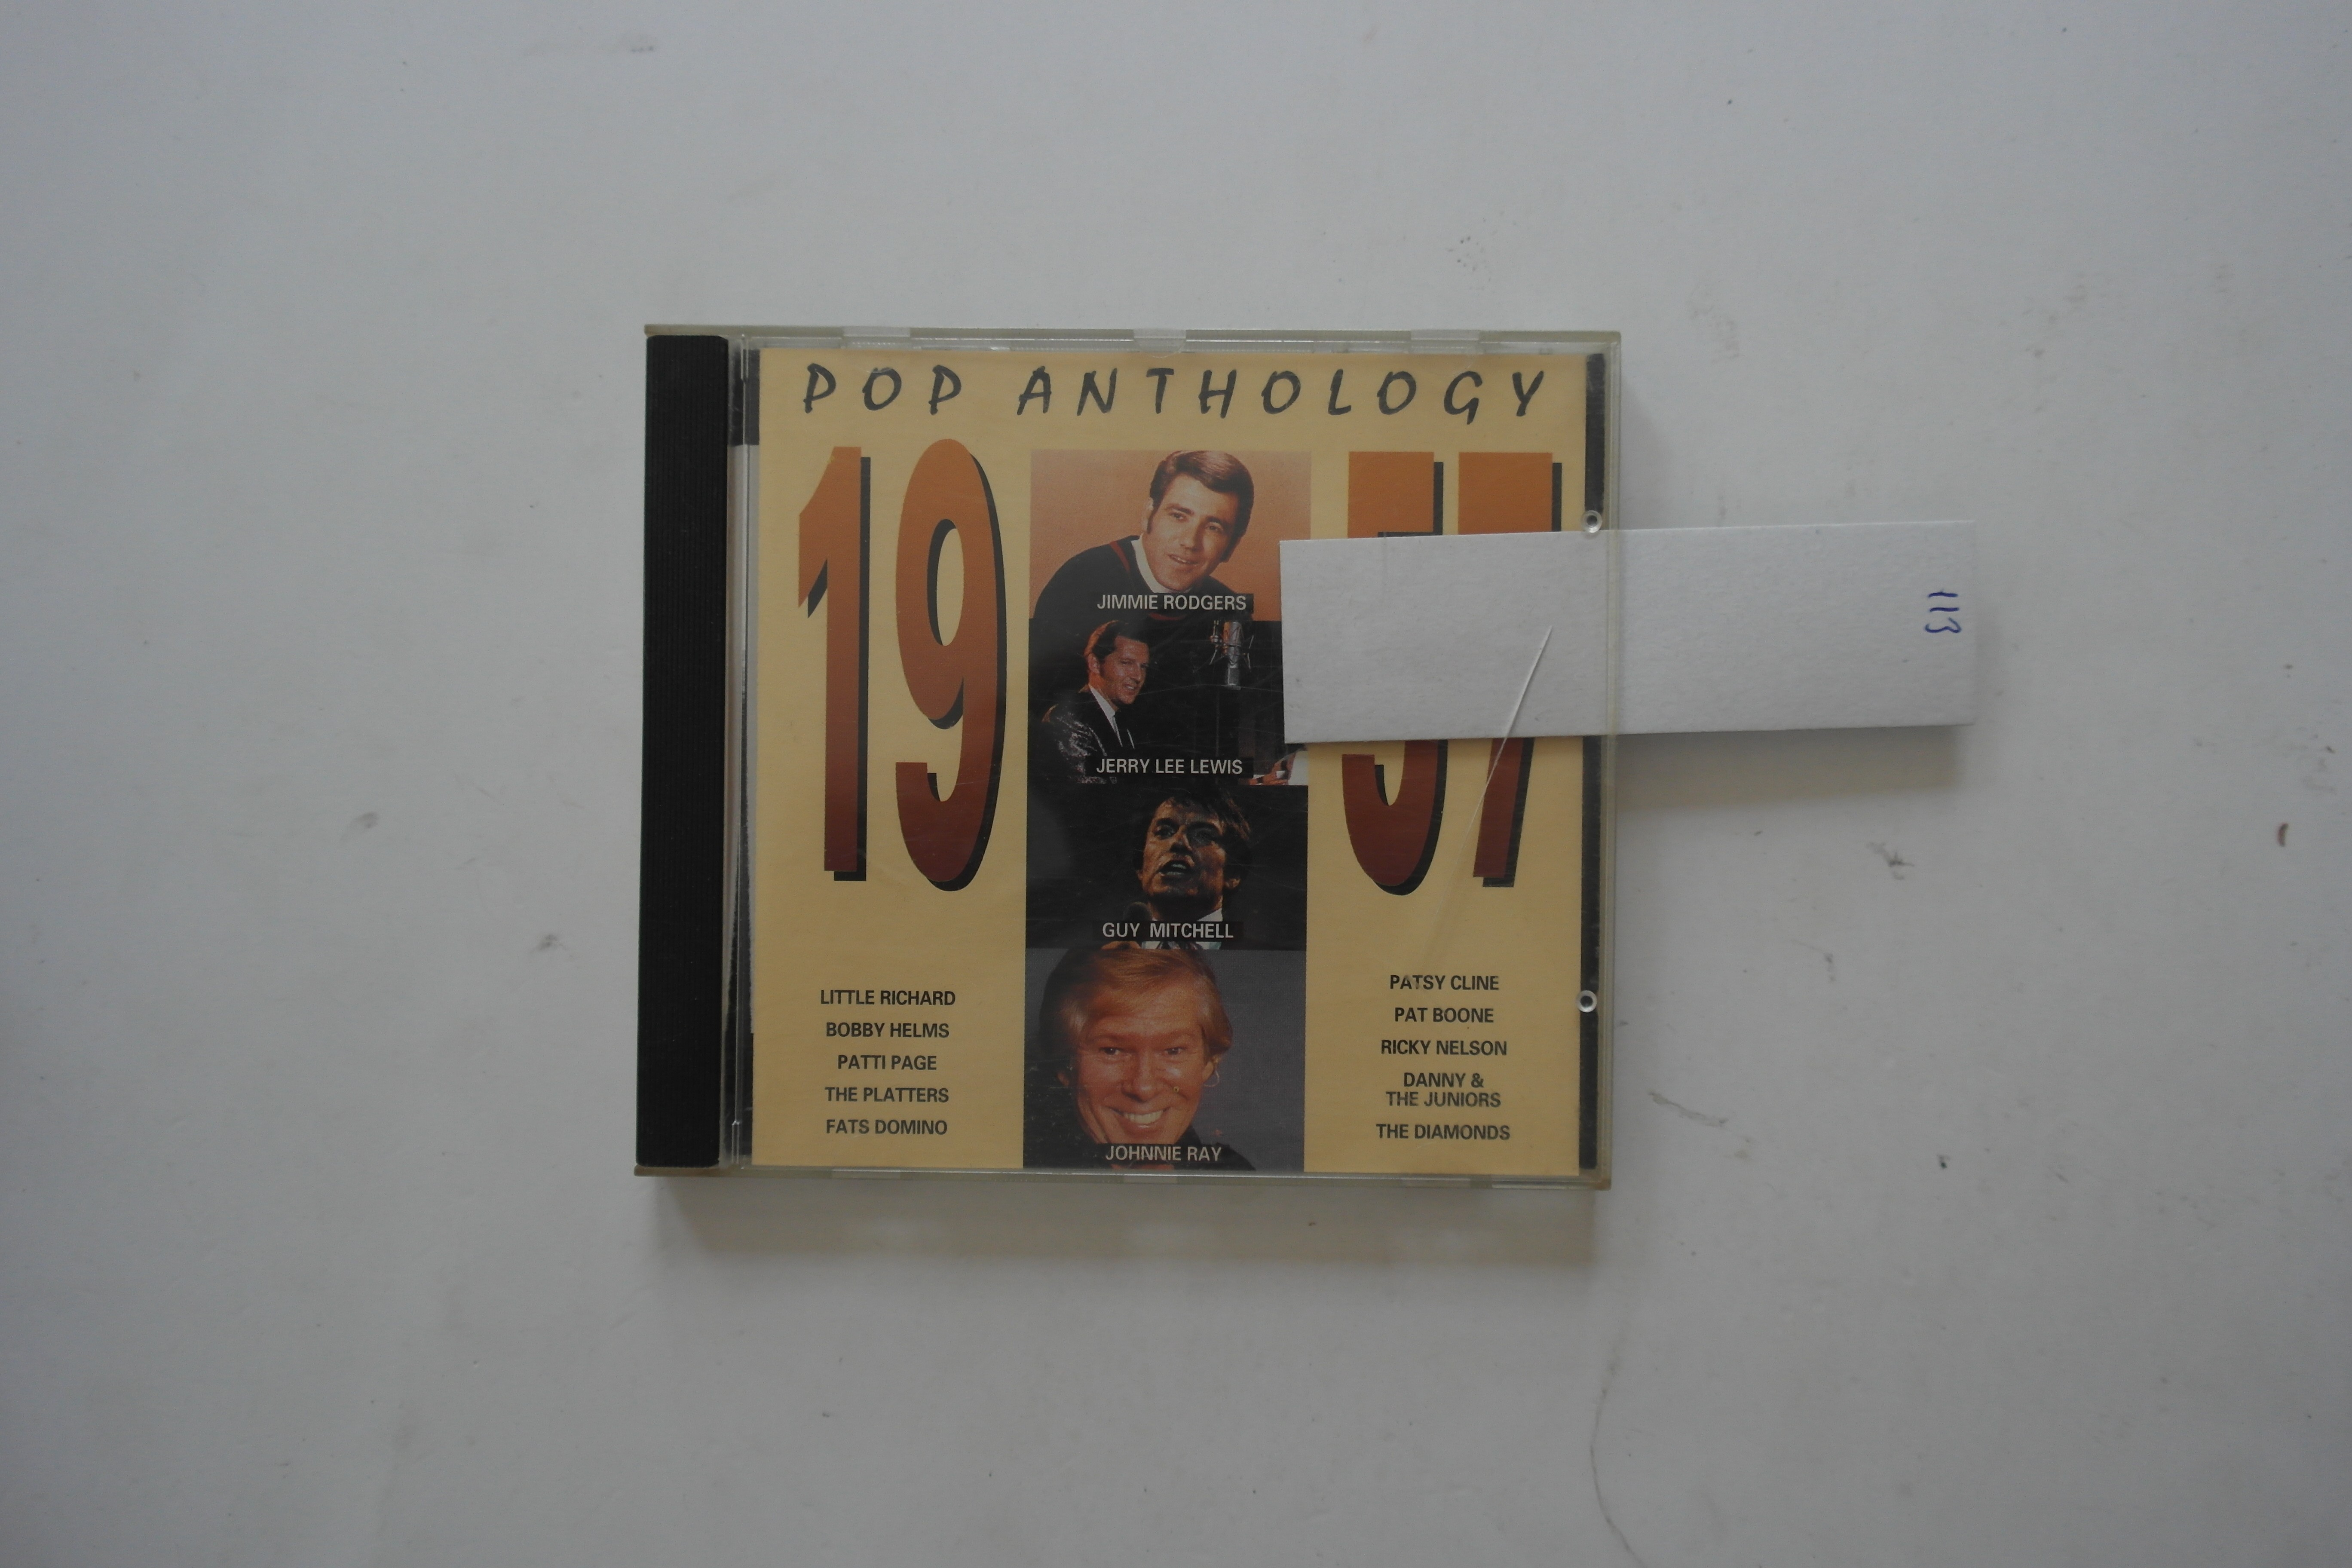 POP ANTHOLOGY
19 57
JIMMIE RODGERS
JERRY LEE LEWIS
GUY MITCHELL
JOHNNIE RAY
LITTLE RICHARD
BOBBY HELMS
PATTI PAGE
THE PLATTERS
FATS DOMINO
PATSY CLINE
PAT BOONE
RICKY NELSON
DANNY &
THE JUNIORS
THE DIAMONDS
113